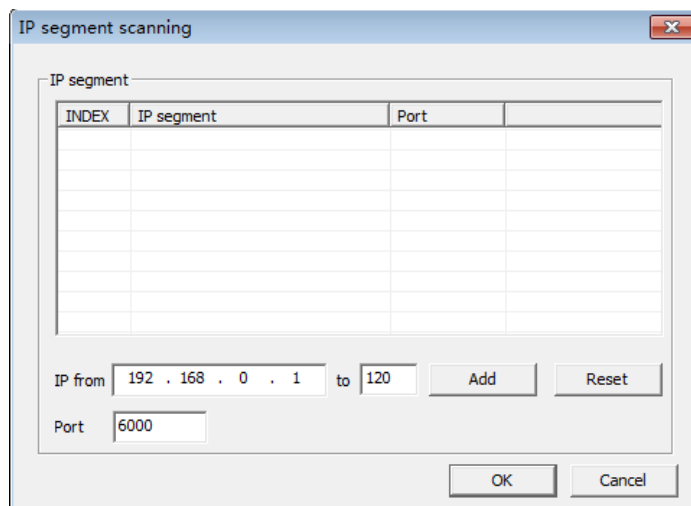 IP segment scanning
IP segment
INDEX IP segment Port
IP from 192 . 168 . 0 . 1 to 120 Add Reset
Port 6000
OK Cancel